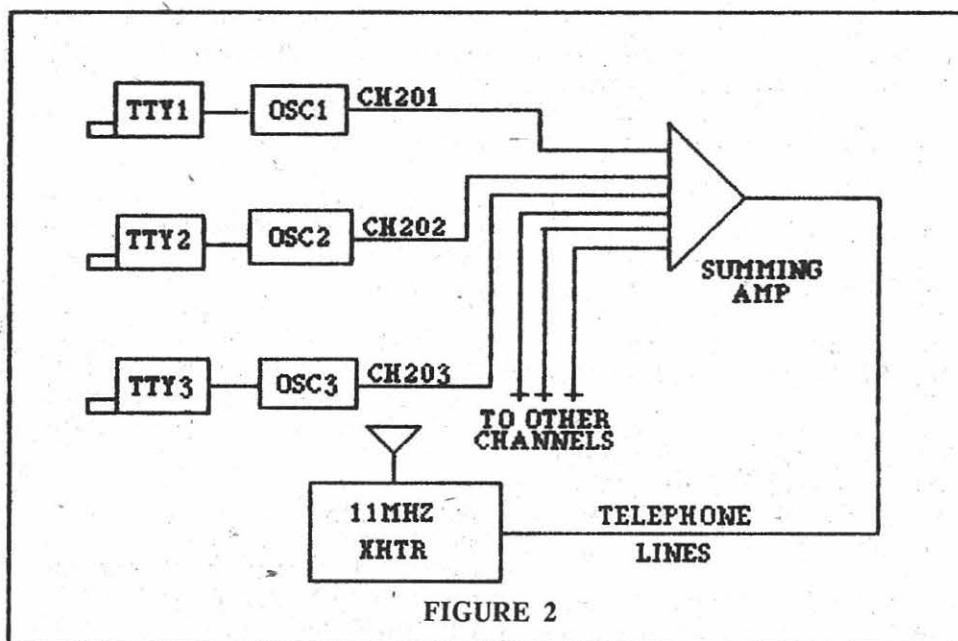 TTY1
OSC1
CH201
TTY2
OSC2
CH202
SUMMING
AMP
TTY3
OSC3
CH203
TO OTHER
CHANNELS
11MHZ
XHTR
TELEPHONE
LINES
FIGURE 2